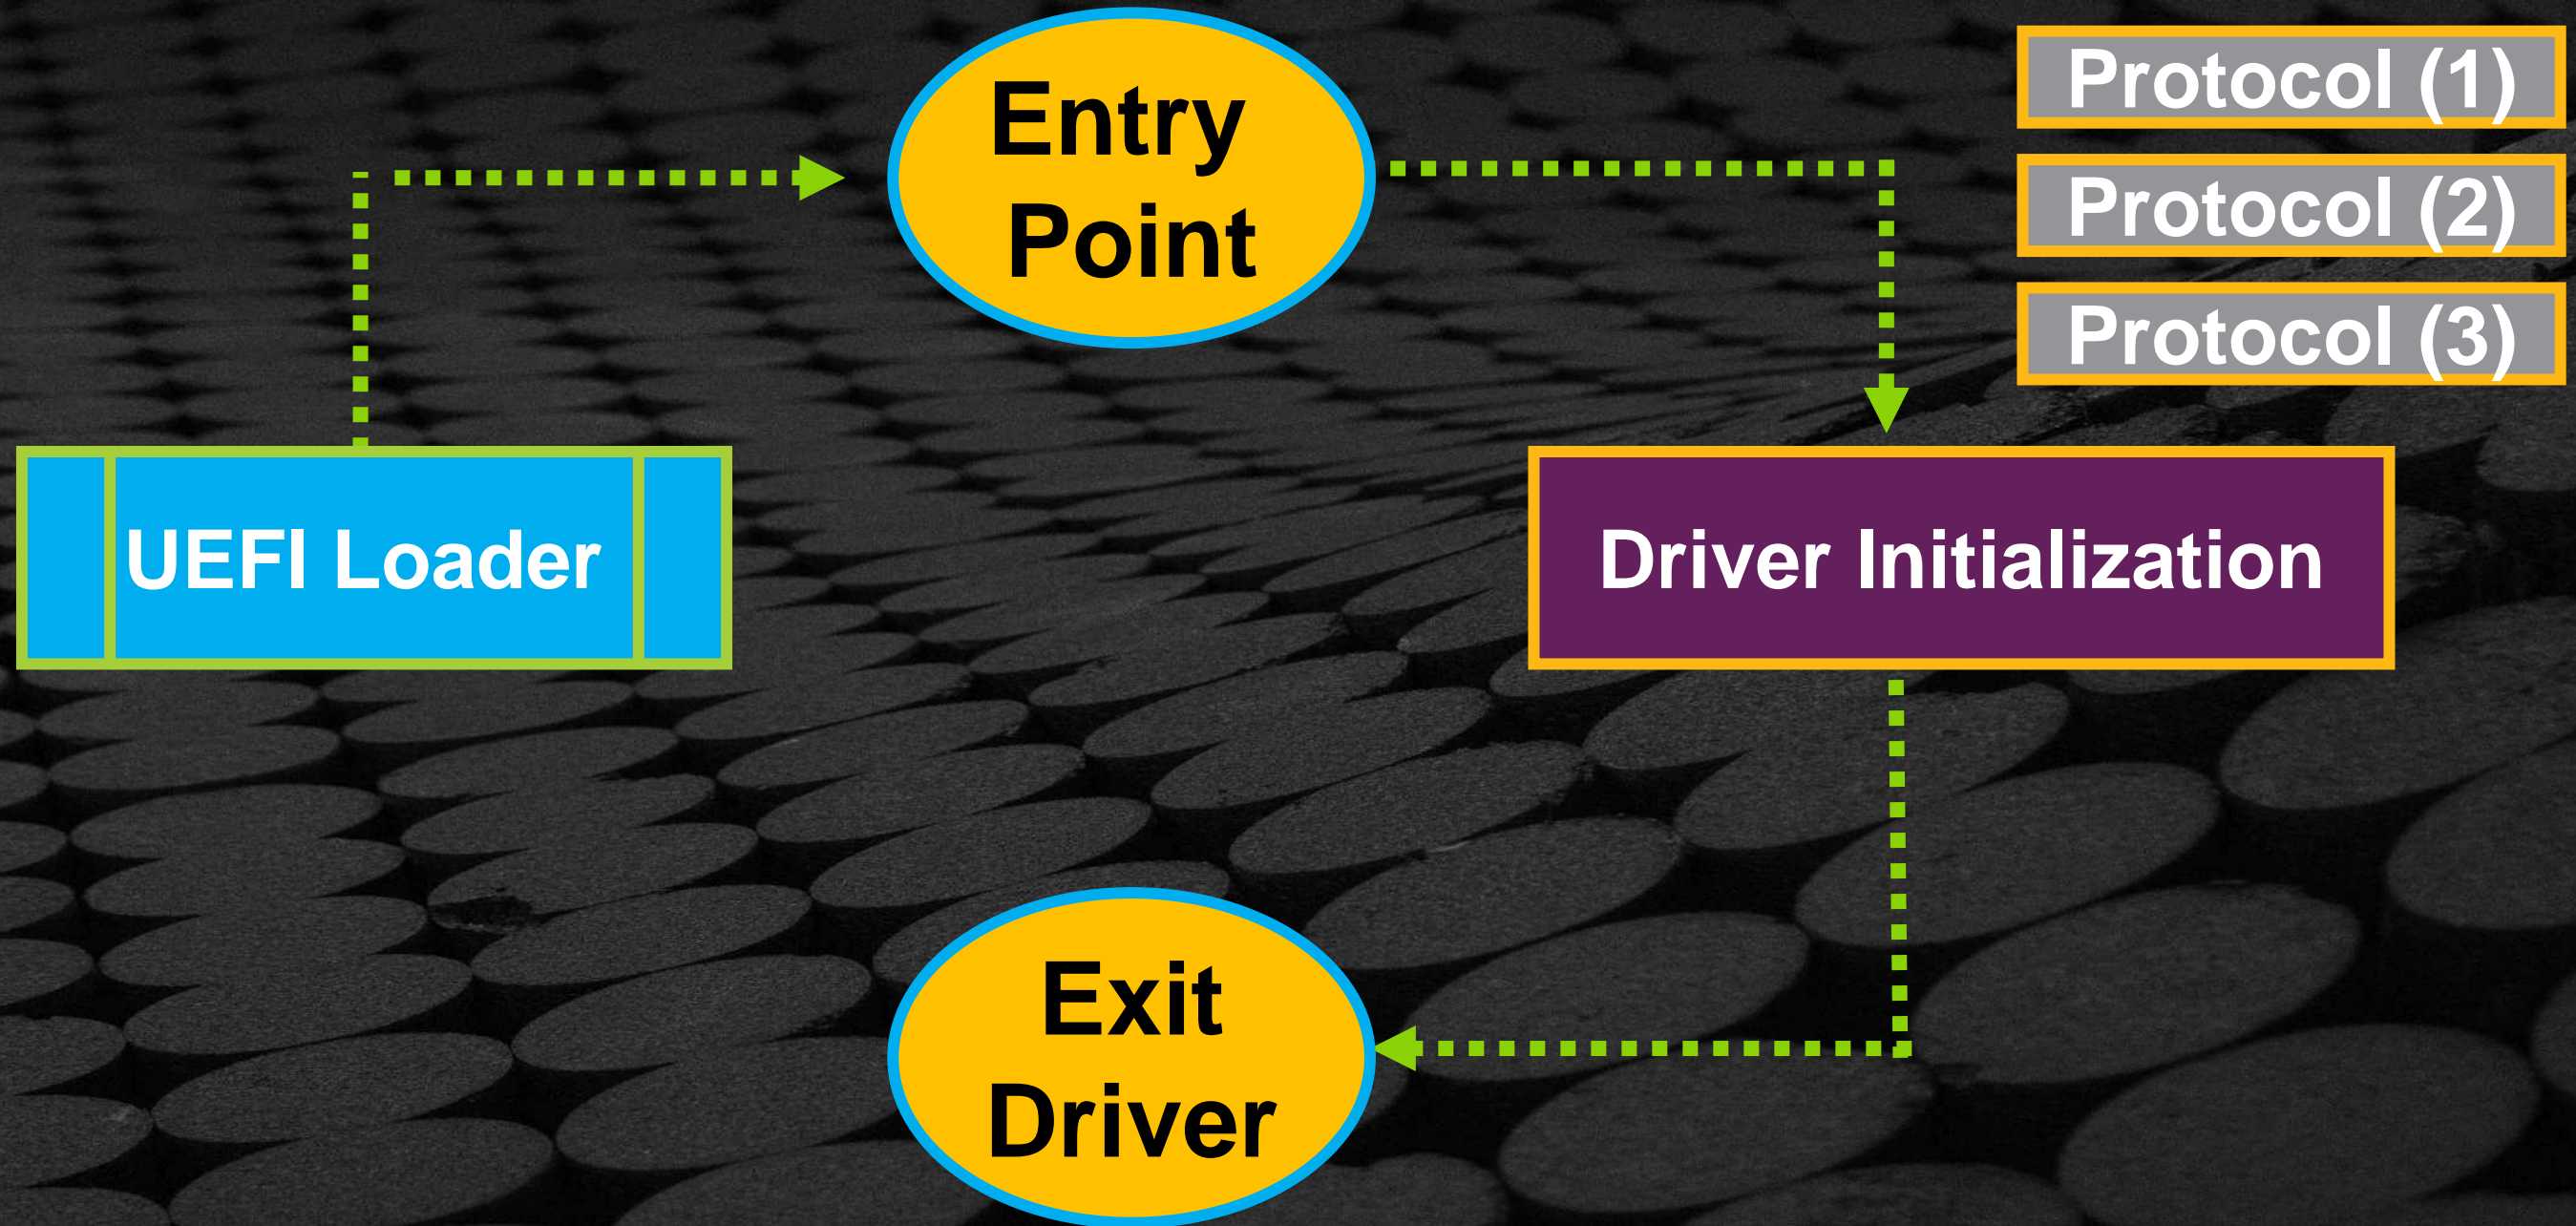 Entry
Point
Protocol (1)
Protocol (2)
Protocol (3)
UEFI Loader
Driver Initialization
Exit
Driver